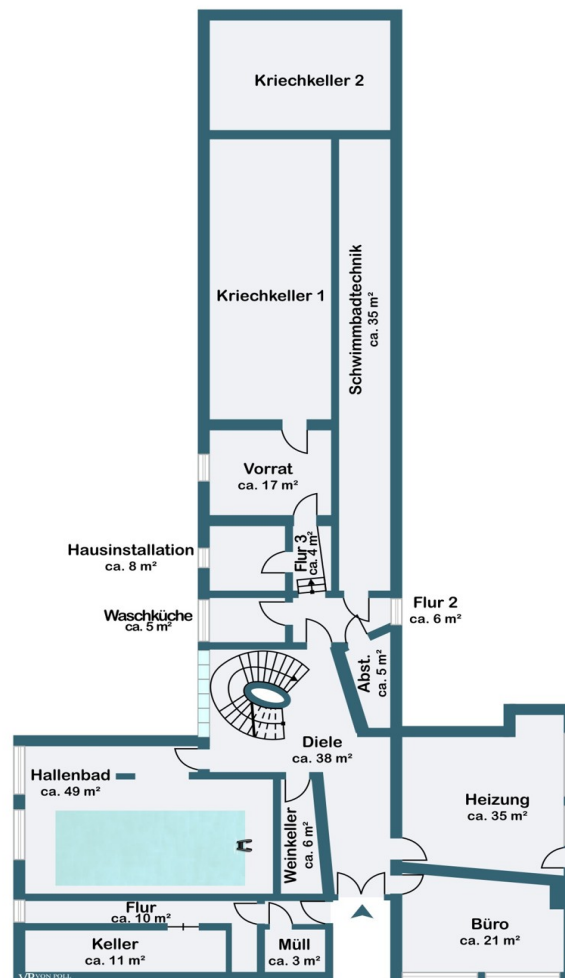 Kriechkeller 2
Kriechkeller 1
Schwimmbadtechnik
ca. 35 m²
Vorrat
ca. 17 m²
Hausinstallation
ca. 8 m²
Flur 3
ca. 4 m²
Waschküche
ca. 5 m²
Flur 2
ca. 6 m²
Abst.
ca. 5 m²
Diele
ca. 38 m²
Hallenbad
ca. 49 m²
Weinkeller
ca. 6 m²
Heizung
ca. 35 m²
Flur
ca. 10 m²
Keller
ca. 11 m²
Müll
ca. 3 m²
Büro
ca. 21 m²
VP VON POLL